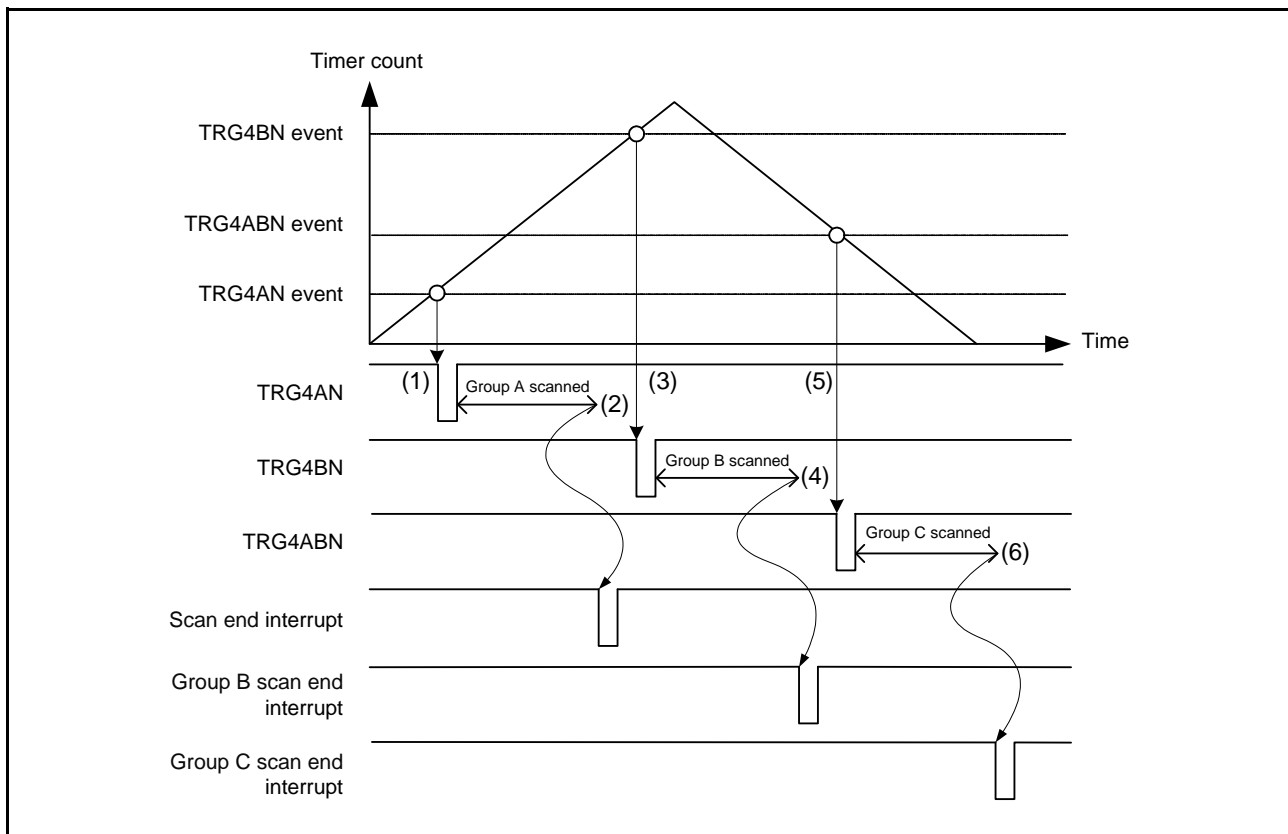 Timer count
TRG4BN event
TRG4ABN event
TRG4AN event
Time
(1)
(3)
(5)
TRG4AN
Group A scanned
(2)
TRG4BN
Group B scanned
(4)
TRG4ABN
Group C scanned
(6)
Scan end interrupt
Group B scan end
interrupt
Group C scan end
interrupt